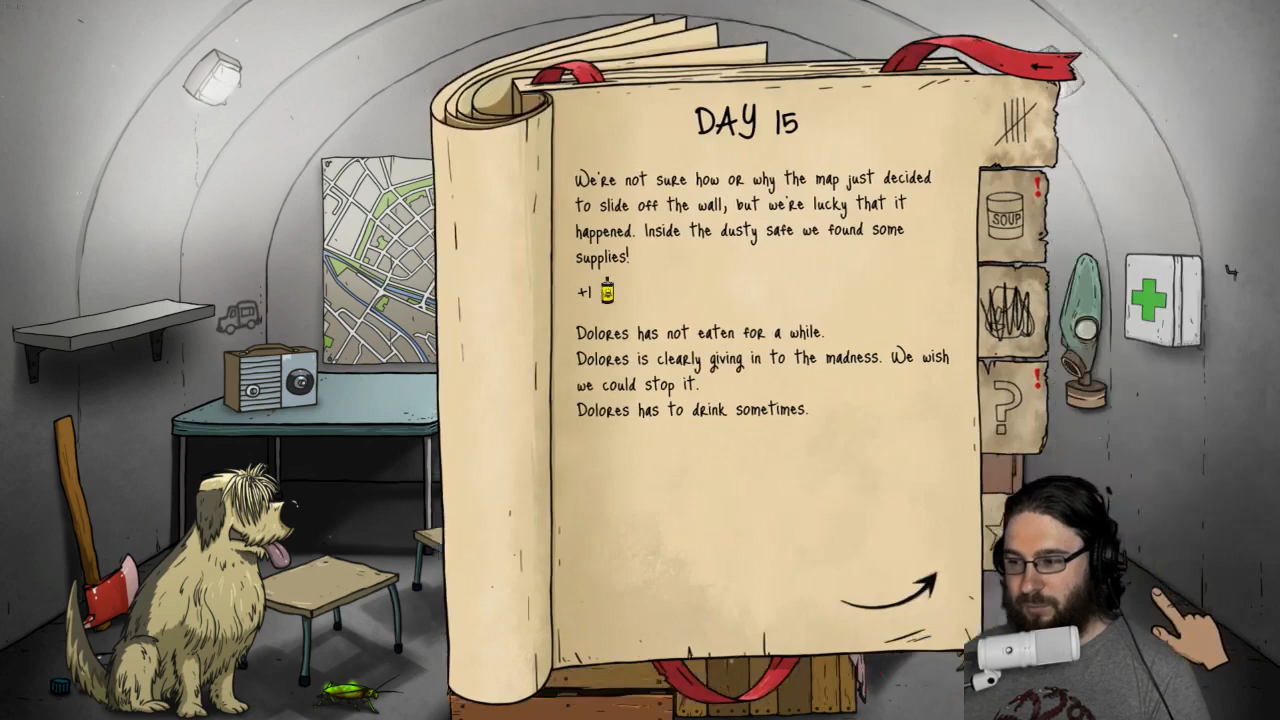 DAY 15
We're not sure how or why the map just decided
to slide off the wall, but we're lucky that it
happened. Inside the dusty safe we found some
supplies!
+1
Dolores has not eaten for a while.
Dolores is clearly giving in to the madness. We wish
we could stop it.
Dolores has to drink sometimes.
!
SOUP
!
?